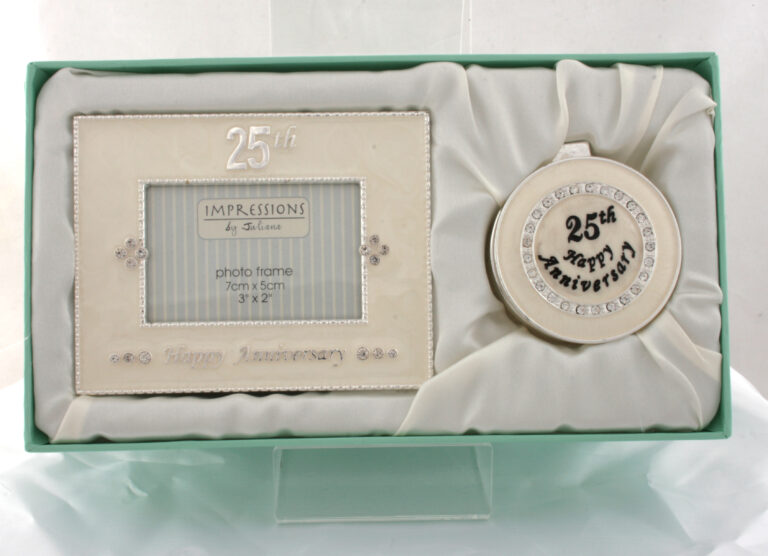 25th
IMPRESSIONS
by Juliana
photo frame
7cm x 5cm
3" x 2"
Happy Anniversary
25th
Happy
Anniversary